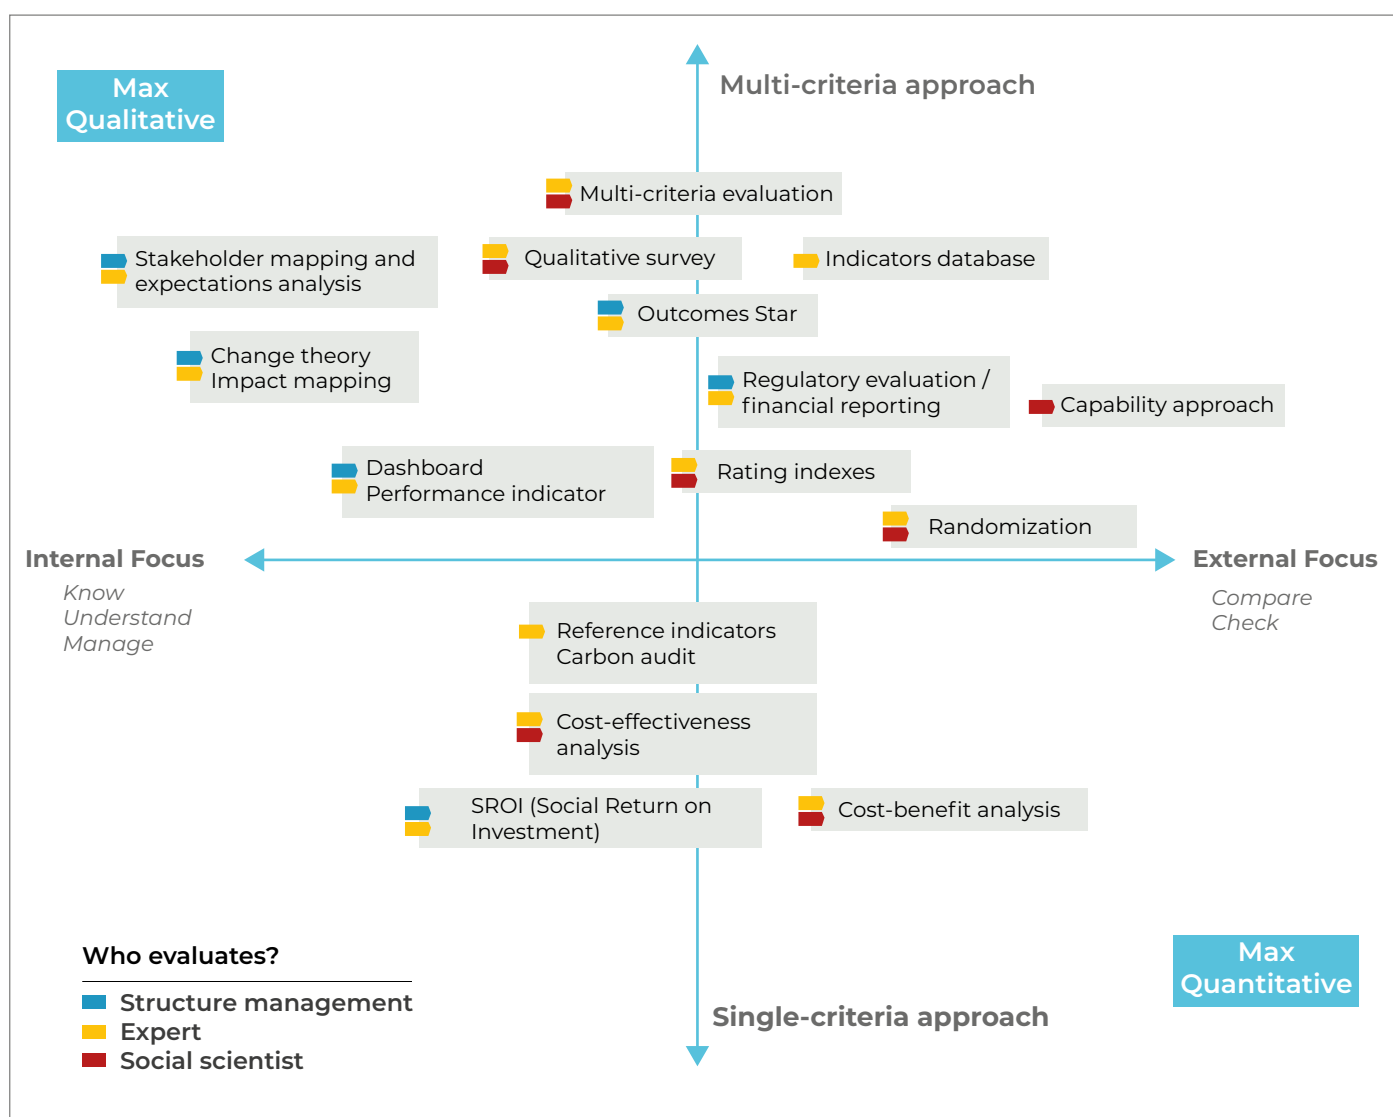 Max
Qualitative
Multi-criteria approach
Multi-criteria evaluation
Stakeholder mapping and
expectations analysis
Qualitative survey
Indicators database
Outcomes Star
Change theory
Impact mapping
Regulatory evaluation /
financial reporting
Capability approach
Dashboard
Performance indicator
Rating indexes
Randomization
Internal Focus
Know
Understand
Manage
External Focus
Compare
Check
Reference indicators
Carbon audit
Cost-effectiveness
analysis
SROI (Social Return on
Investment)
Cost-benefit analysis
Who evaluates?
Structure management
Expert
Social scientist
Max
Quantitative
Single-criteria approach